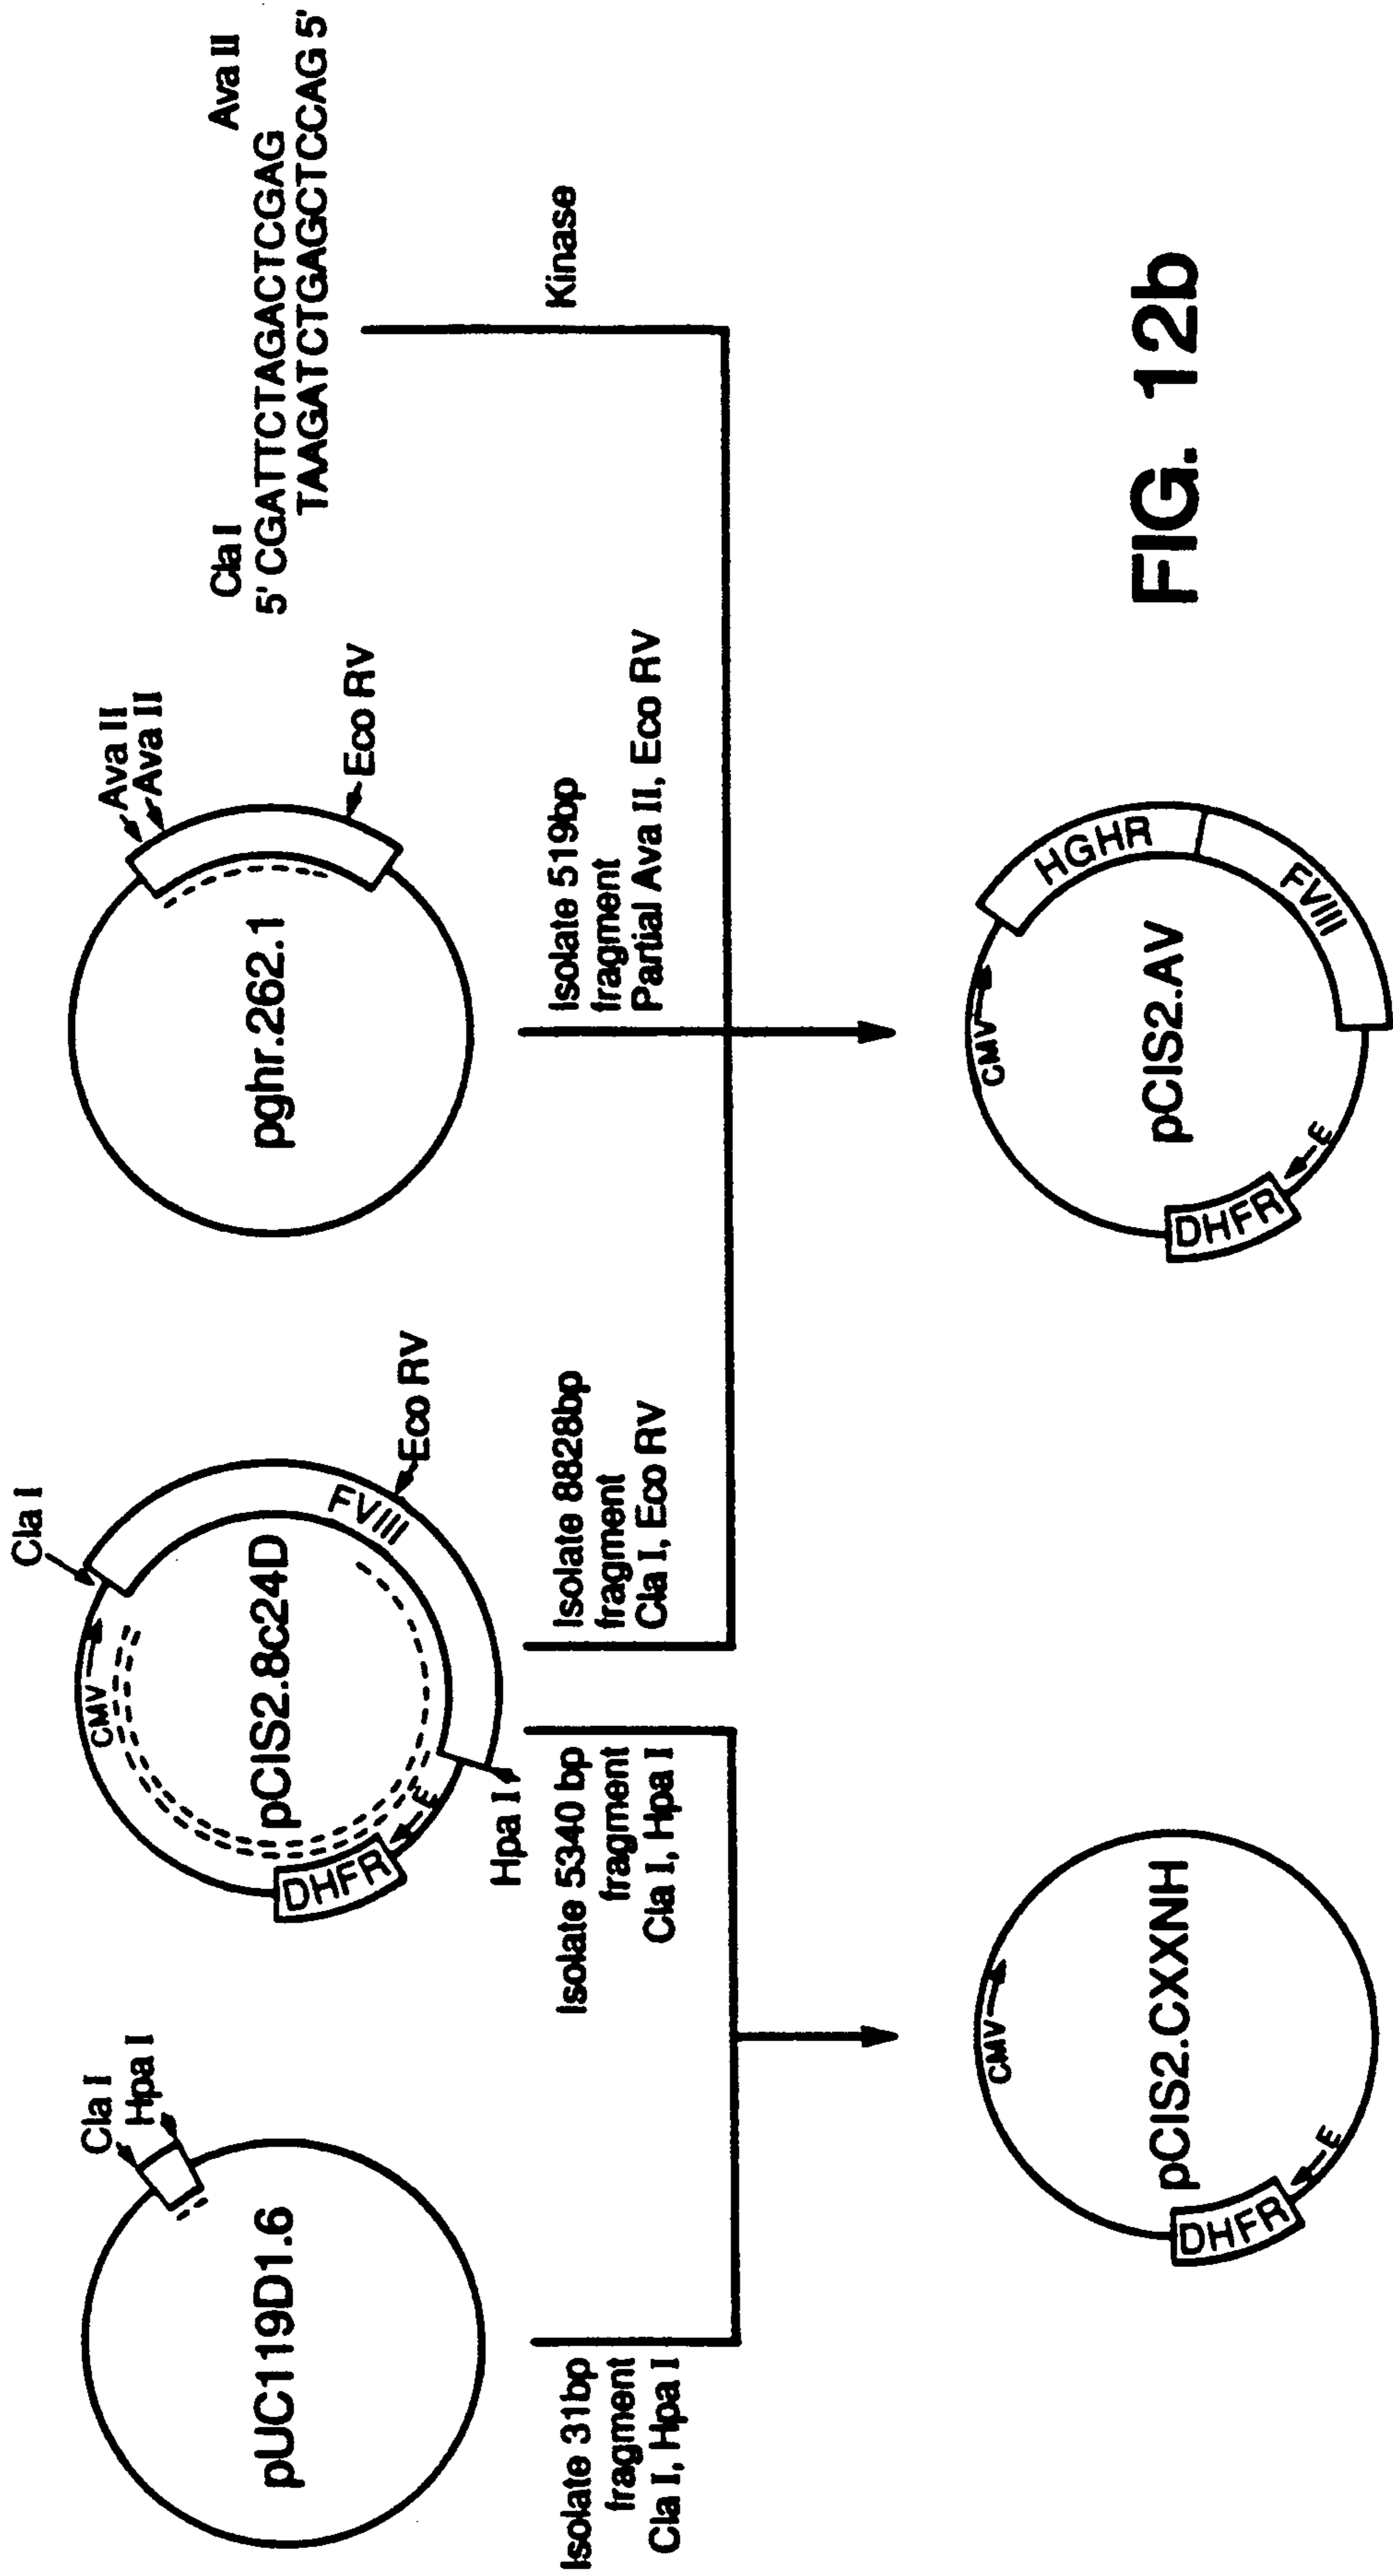 Cla I
Hpa I
pUC119D1.6
Isolate 31bp
fragment
Cla I, Hpa I
Cla I
CMV
pCIS2.8c24D
FVIII
Eco RV
DHFR
E
Hpa I
Isolate 5340 bp
fragment
Cla I, Hpa I
Isolate 8828bp
fragment
Cla I, Eco RV
Ava II
Ava II
pghr.262.1
Eco RV
Isolate 519bp
fragment
Partial Ava II, Eco RV
Cla I Ava II
5' CGATTCTAGACTCGAG
TAAGATCTGAGCTCCAG 5'
Kinase
CMV
pCIS2.CXXNH
DHFR
E
CMV
HGHR
pCIS2.AV
FVIII
DHFR
E
FIG. 12b